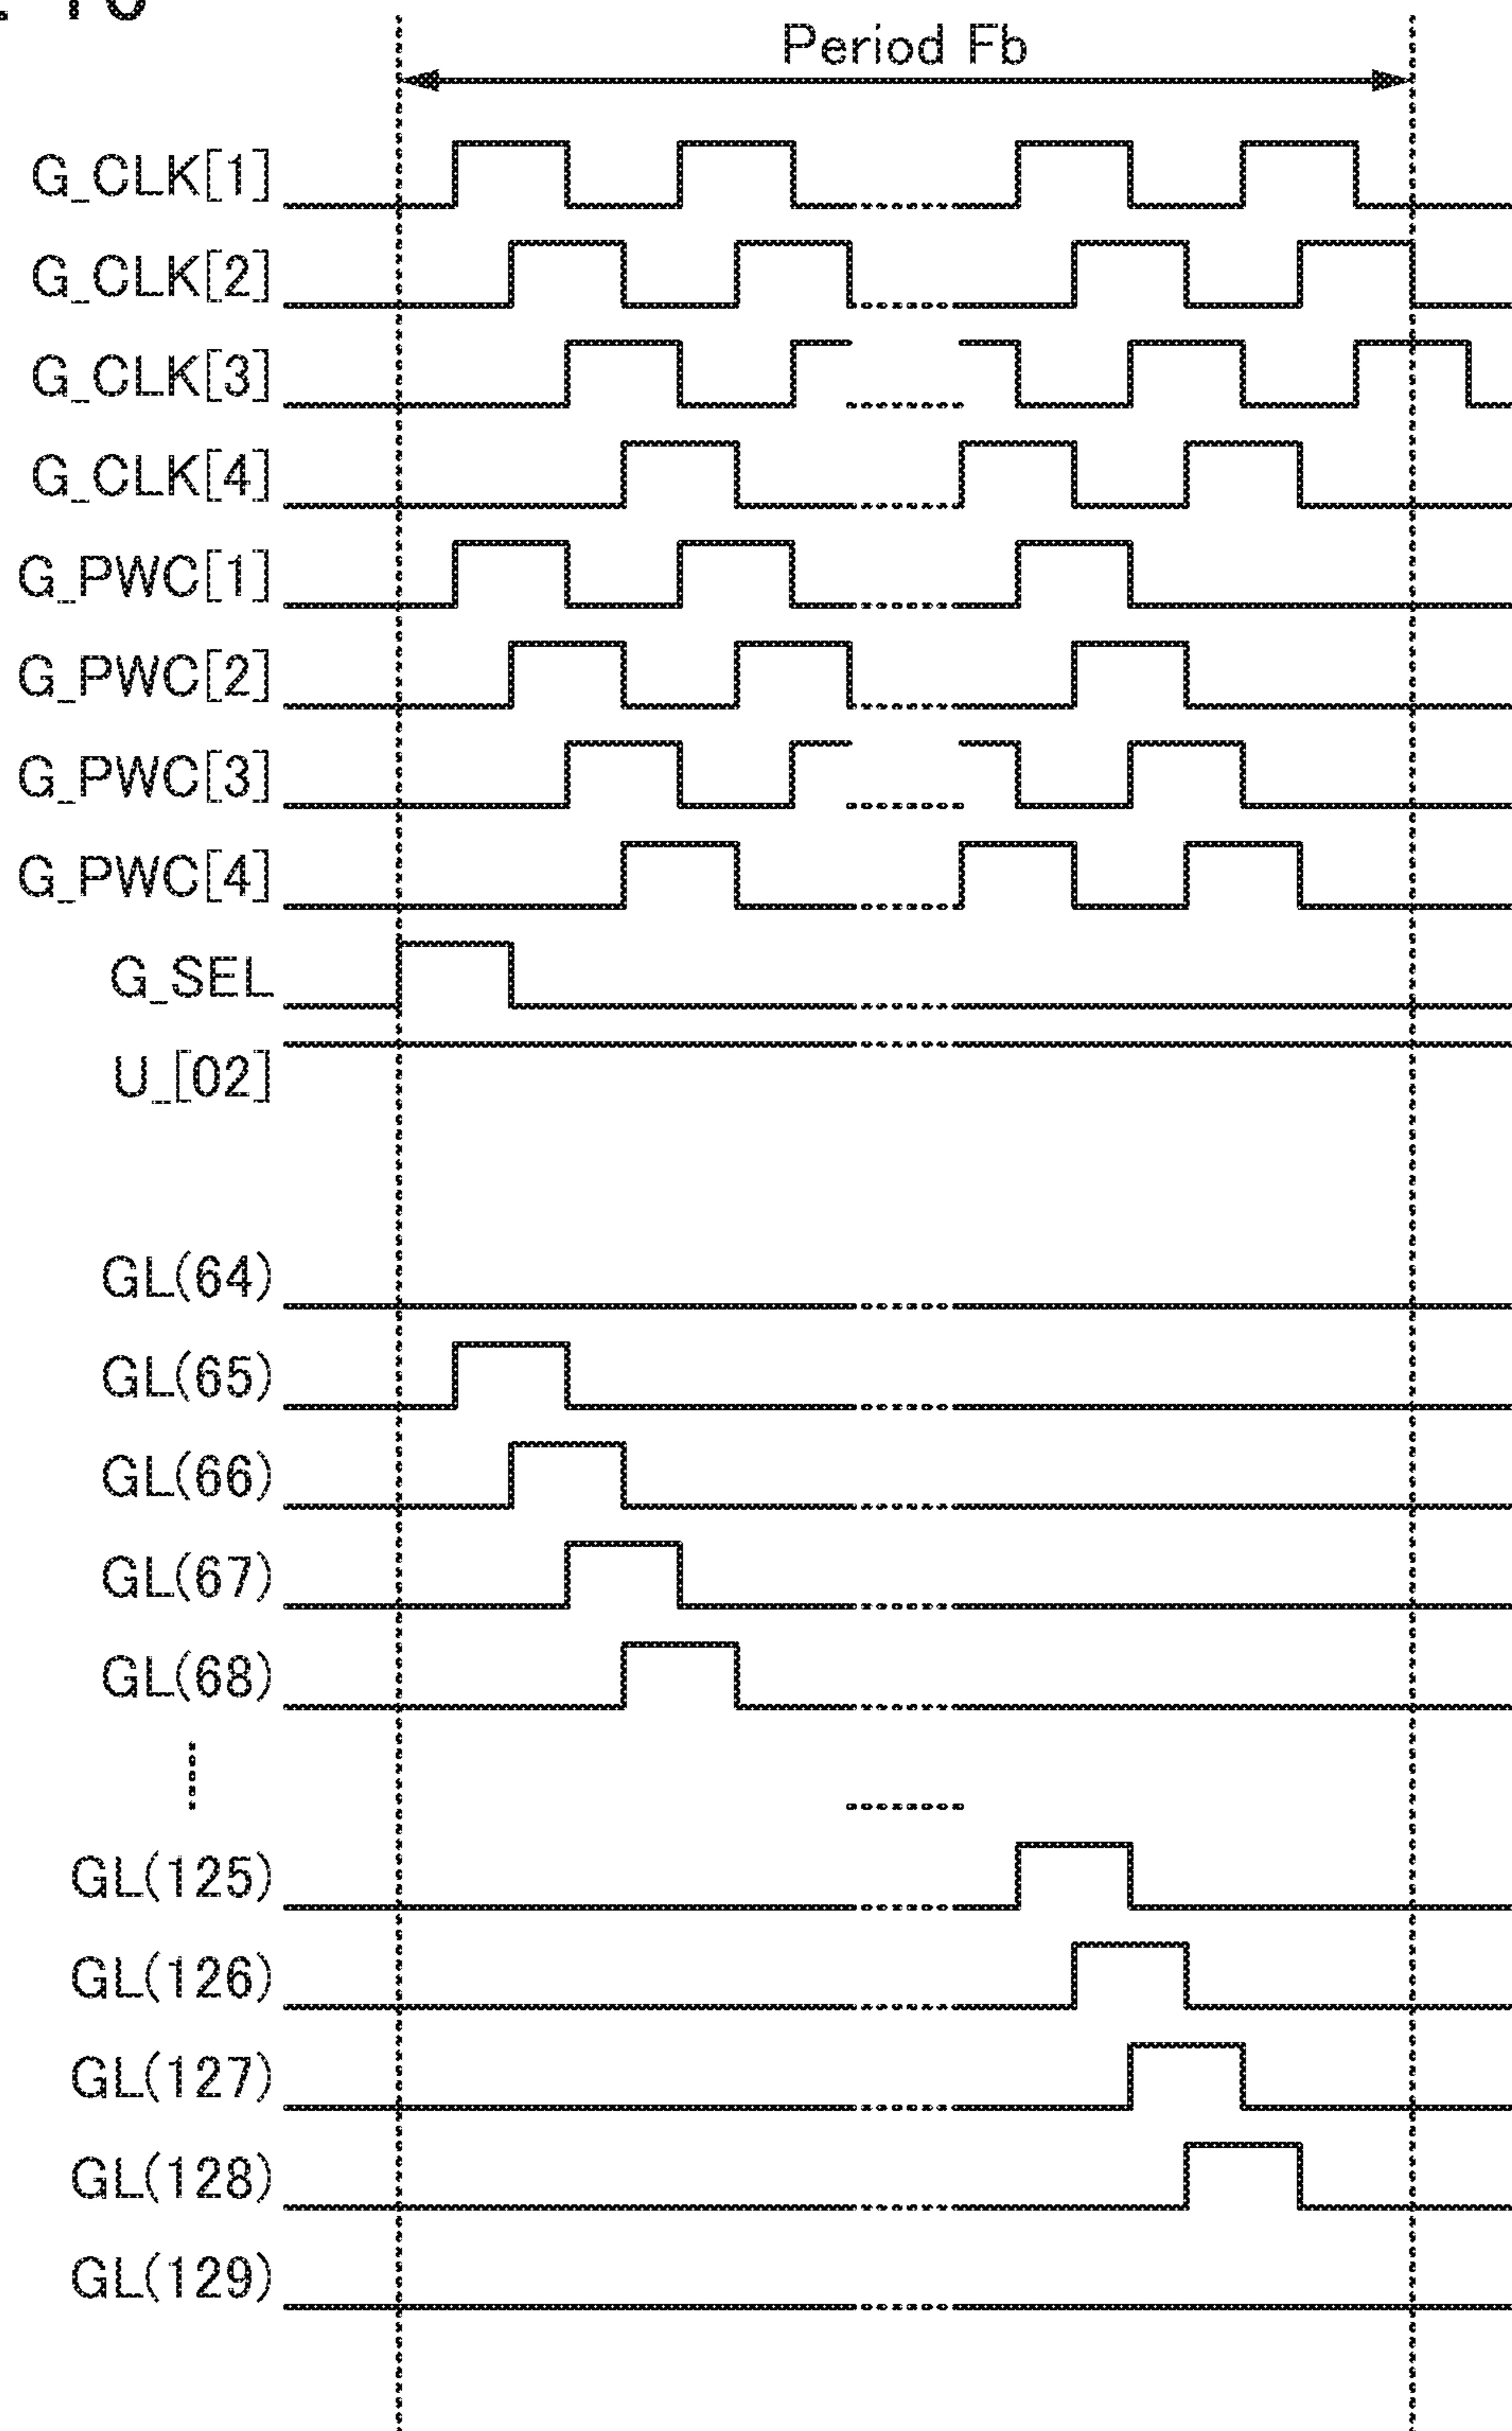 Period Fb
G_CLK[1]
G_CLK[2]
G_CLK[3]
G_CLK[4]
G_PWC[1]
G_PWC[2]
G_PWC[3]
G_PWC[4]
G_SEL
U_[02]
GL(64)
GL(65)
GL(66)
GL(67)
GL(68)
GL(125)
GL(126)
GL(127)
GL(128)
GL(129)